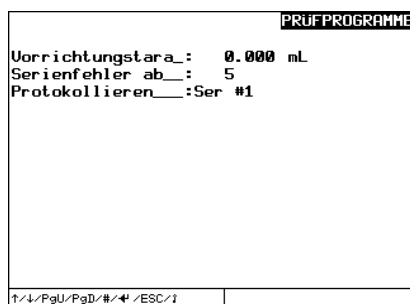 PRÜFPROGRAMME
Vorrichtungstara_: 0.000 mL
Serienfehler ab__: 5
Protokollieren___:Ser #1
↑/↓/PgU/PgD/#/↵ /ESC/↕